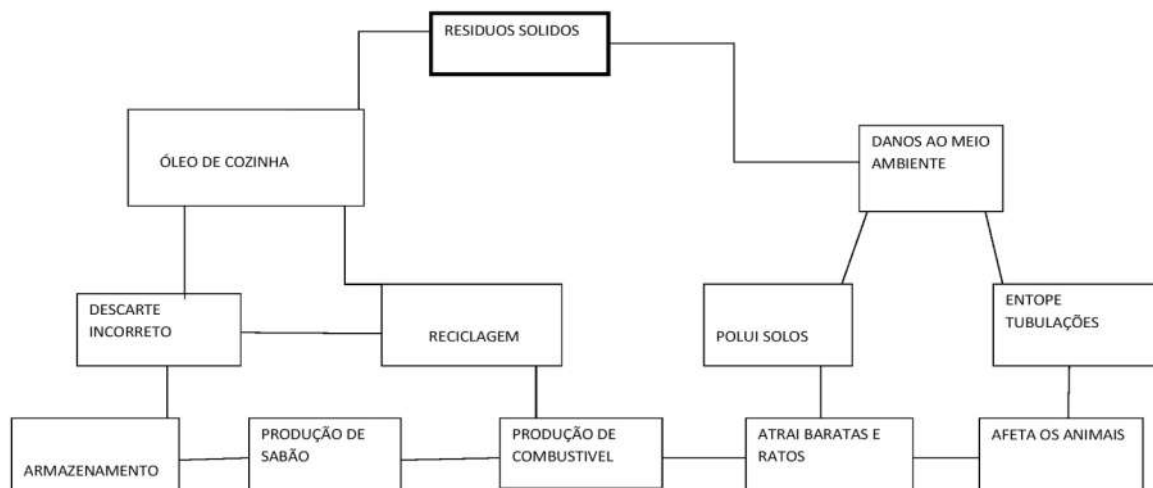 RESIDUOS SOLIDOS
ÓLEO DE COZINHA
DANOS AO MEIO
AMBIENTE
DESCARTE
INCORRETO
RECICLAGEM
POLUI SOLOS
ENTOPE
TUBULAÇÕES
ARMAZENAMENTO
PRODUÇÃO DE
SABÃO
PRODUÇÃO DE
COMBUSTIVEL
ATRAI BARATAS E
RATOS
AFETA OS ANIMAIS